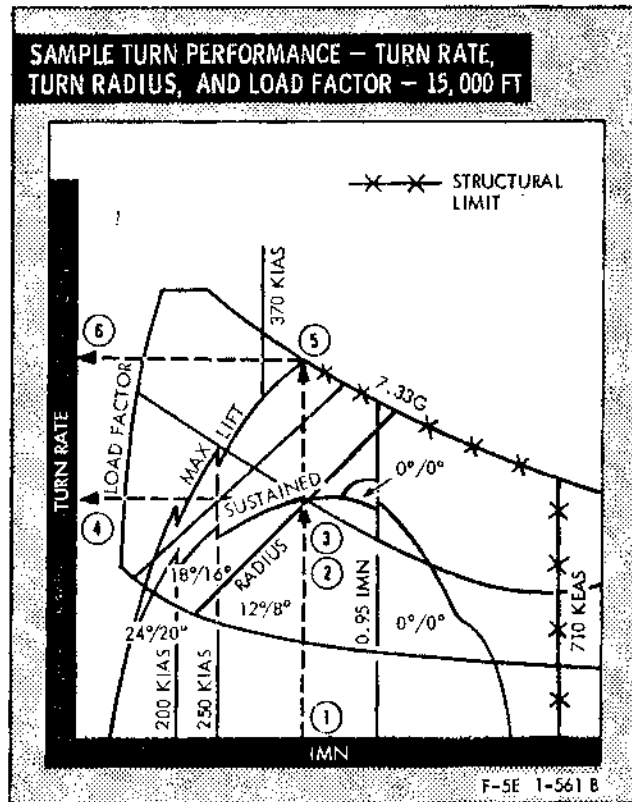 SAMPLE TURN PERFORMANCE — TURN RATE,
TURN RADIUS, AND LOAD FACTOR — 15,000 FT
STRUCTURAL
LIMIT
370 KIAS
6
5
7.33G
LOAD FACTOR
MAX LIFT
TURN RATE
SUSTAINED
0°/0°
4
3
2
18°/16°
RADIUS
12°/8°
0.95 IMN
0°/0°
710 KEAS
24°/20°
200 KIAS
250 KIAS
1
IMN
F-5E 1-561 B